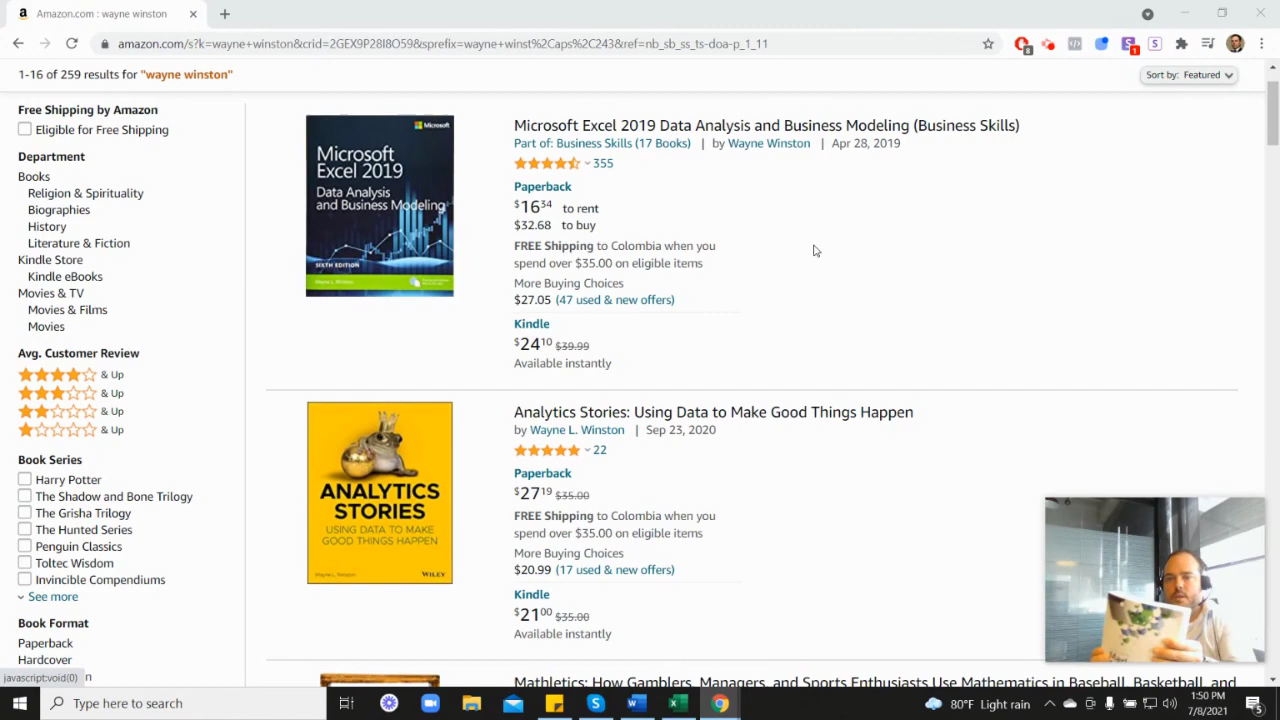 Amazon.com : wayne winston
amazon.com/s?k=wayne+winston&crid=2GEX9P28I8O59&sprefix=wayne+winst%2Caps%2C243&ref=nb_sb_ss_ts-doa-p_1_11
8
1
1-16 of 259 results for "wayne winston"
Sort by: Featured
Free Shipping by Amazon
Eligible for Free Shipping
Department
Books
Religion & Spirituality
Biographies
History
Literature & Fiction
Kindle Store
Kindle eBooks
Movies & TV
Movies & Films
Movies
Avg. Customer Review
& Up
& Up
& Up
& Up
Book Series
Harry Potter
The Shadow and Bone Trilogy
The Grisha Trilogy
The Hunted Series
Penguin Classics
Toltec Wisdom
Invincible Compendiums
See more
Book Format
Paperback
Hardcover
javascript:void(0)
Microsoft
Microsoft
Excel 2019
Data Analysis
and Business Modeling
SIXTH EDITION
Wayne L. Winston
Microsoft Excel 2019 Data Analysis and Business Modeling (Business Skills)
Part of: Business Skills (17 Books) | by Wayne Winston | Apr 28, 2019
355
Paperback
$16.34 to rent
$32.68 to buy
FREE Shipping to Colombia when you
spend over $35.00 on eligible items
More Buying Choices
$27.05 (47 used & new offers)
Kindle
$24.10 $39.99
Available instantly
ANALYTICS
STORIES
USING DATA TO MAKE
GOOD THINGS HAPPEN
Wayne L. Winston
WILEY
Analytics Stories: Using Data to Make Good Things Happen
by Wayne L. Winston | Sep 23, 2020
22
Paperback
$27.19 $35.00
FREE Shipping to Colombia when you
spend over $35.00 on eligible items
More Buying Choices
$20.99 (17 used & new offers)
Kindle
$21.00 $35.00
Available instantly
Mathletics: How Gamblers, Managers, and Sports Enthusiasts Use Mathematics in Baseball, Basketball, and
Type here to search
80°F Light rain
1:50 PM
7/8/2021
5